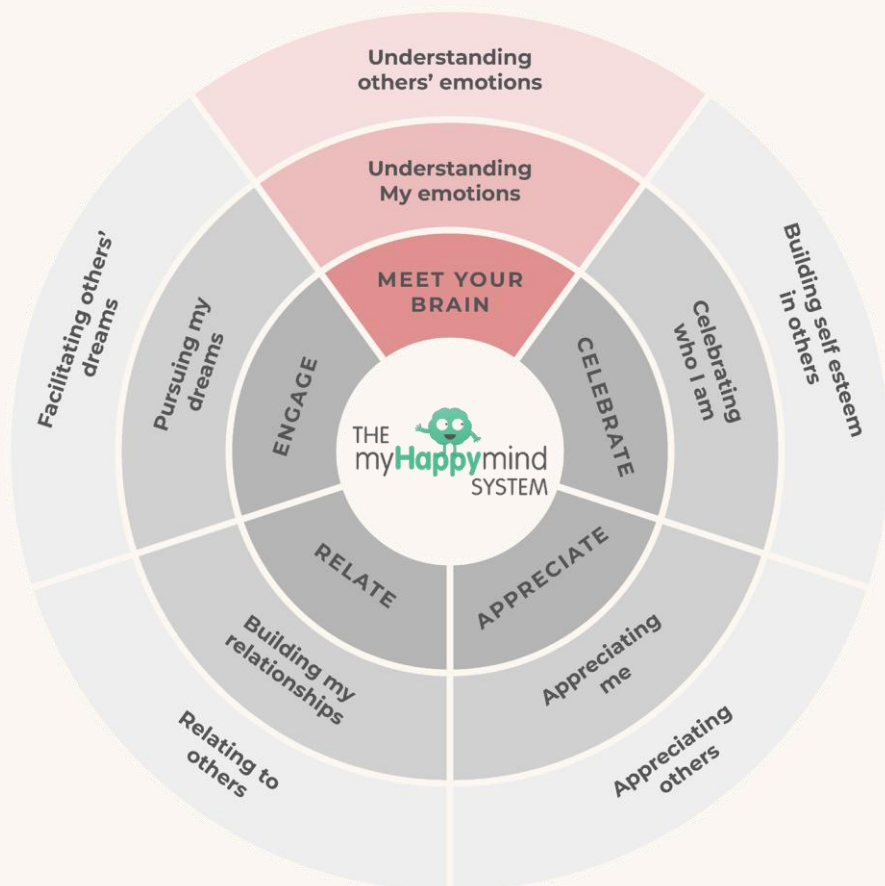 Understanding
others' emotions
Understanding
My emotions
MEET YOUR
BRAIN
Building self esteem
in others
Celebrating
who I am
CELEBRATE
Appreciating
others
Appreciating
me
APPRECIATE
Relating to
others
Building my
relationships
RELATE
Facilitating others'
dreams
Pursuing my
dreams
ENGAGE
THE
myHappymind
SYSTEM